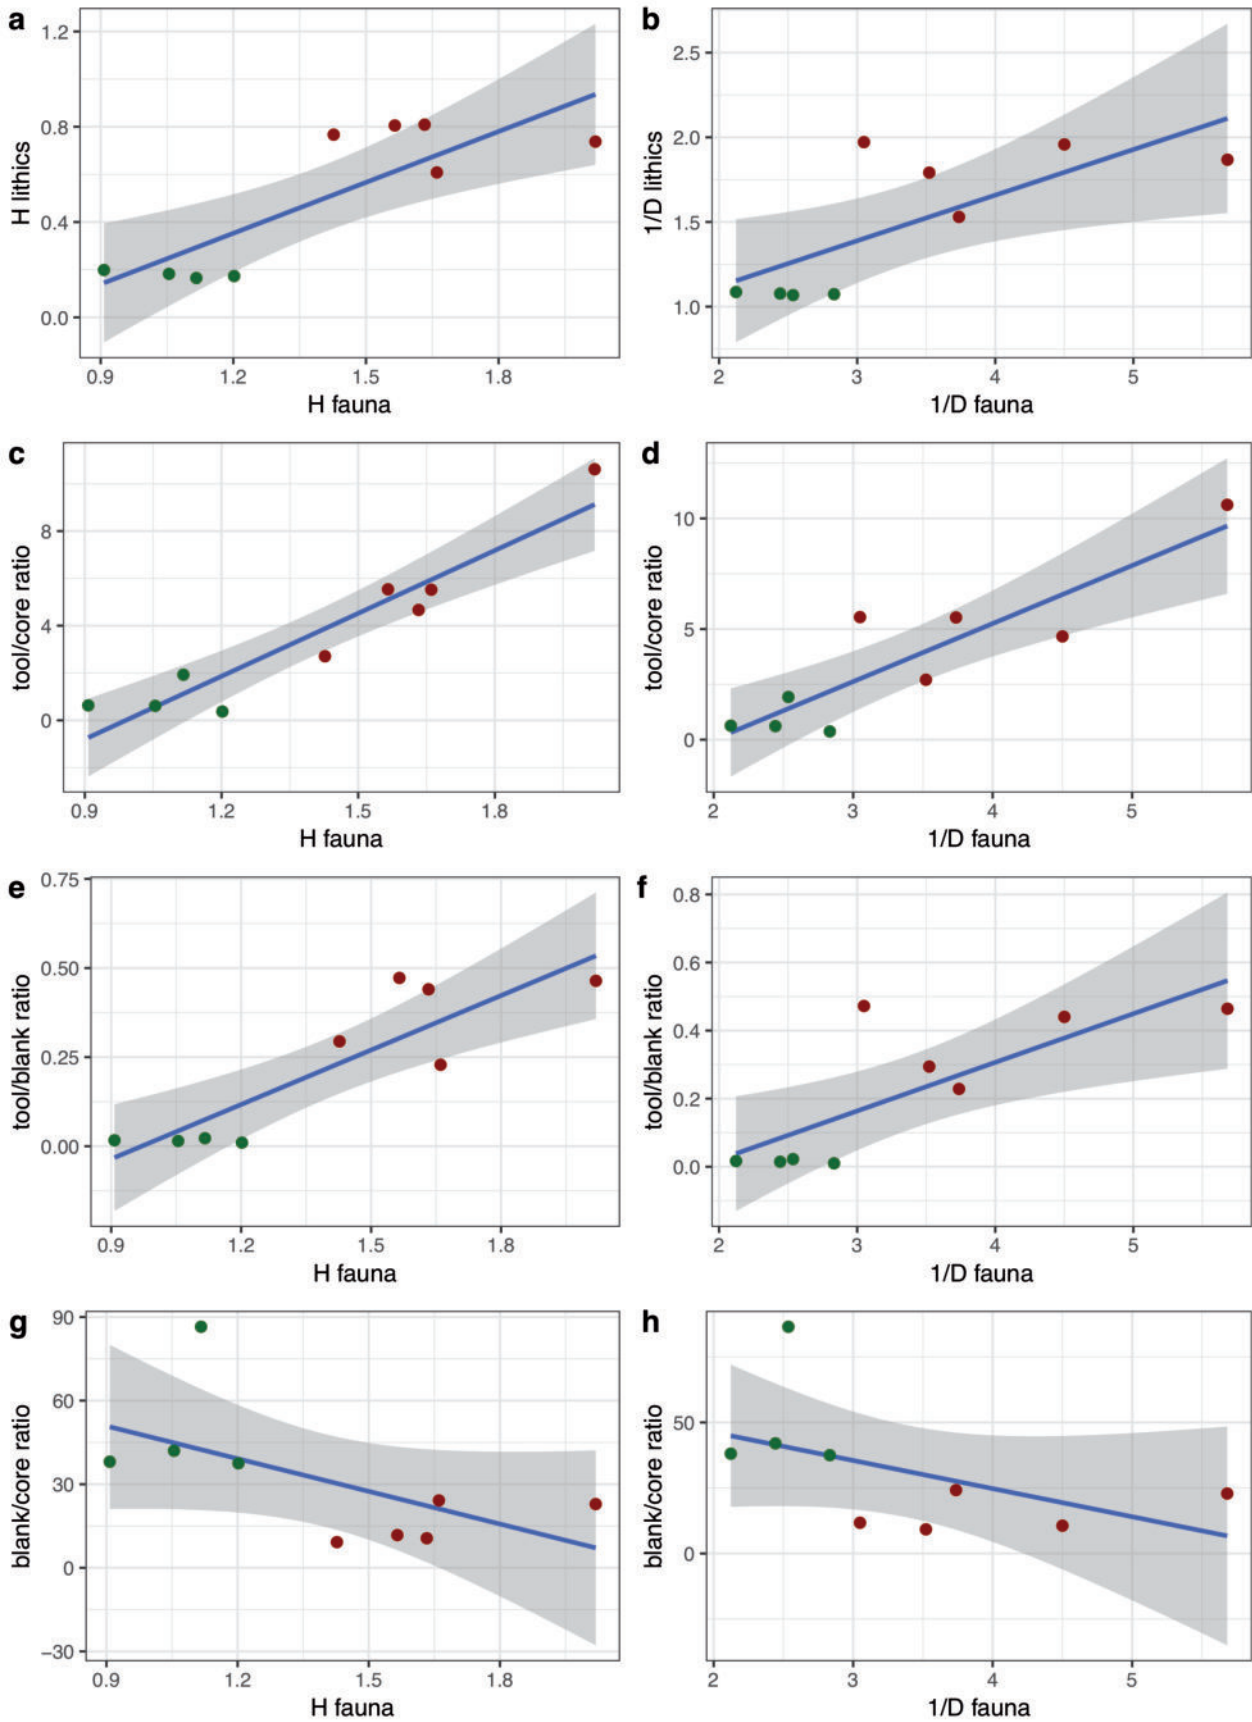 a
1.2
0.8
0.4
0.0
H lithics
0.9 1.2 1.5 1.8
H fauna
b
2.5
2.0
1.5
1.0
1/D lithics
2 3 4 5
1/D fauna
c
8
4
0
tool/core ratio
0.9 1.2 1.5 1.8
H fauna
d
10
5
0
tool/core ratio
2 3 4 5
1/D fauna
e
0.75
0.50
0.25
0.00
tool/blank ratio
0.9 1.2 1.5 1.8
H fauna
f
0.8
0.6
0.4
0.2
0.0
tool/blank ratio
2 3 4 5
1/D fauna
g
90
60
30
0
−30
blank/core ratio
0.9 1.2 1.5 1.8
H fauna
h
50
0
blank/core ratio
2 3 4 5
1/D fauna